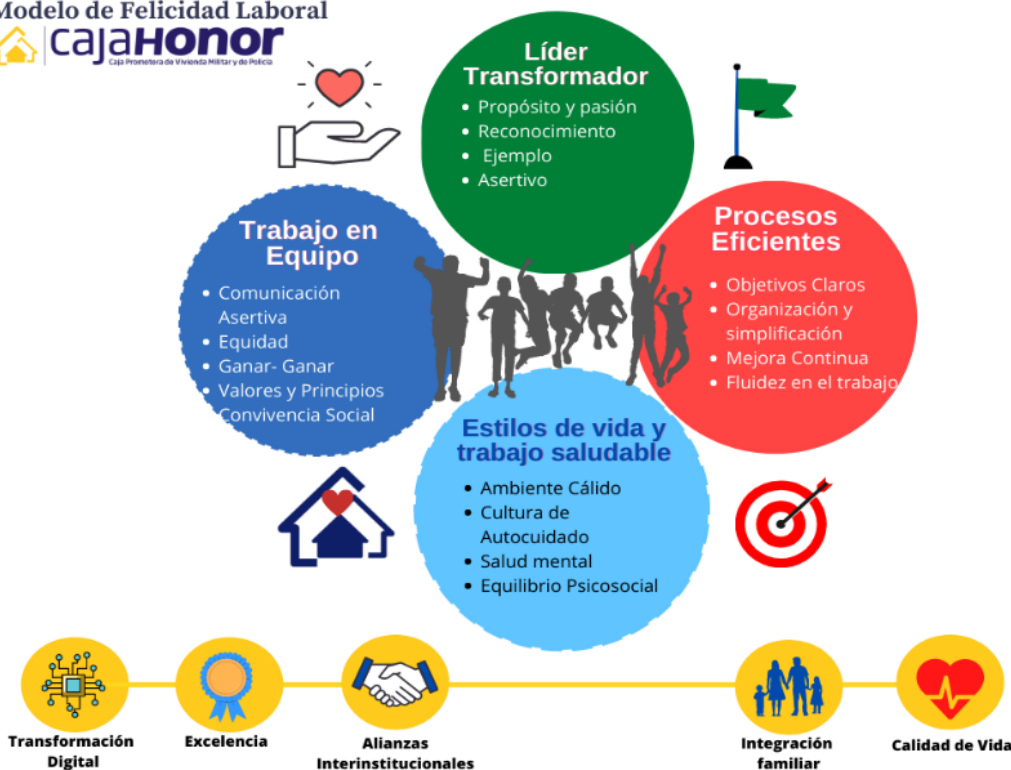 Modelo de Felicidad Laboral
cajaHonor
Caja Promotora de Vivienda Militar y de Policía
Líder
Transformador
• Propósito y pasión
• Reconocimiento
• Ejemplo
• Asertivo
Trabajo en
Equipo
• Comunicación
Asertiva
• Equidad
• Ganar- Ganar
• Valores y Principios
Convivencia Social
Procesos
Eficientes
• Objetivos Claros
• Organización y
simplificación
• Mejora Continua
• Fluidez en el trabajo
Estilos de vida y
trabajo saludable
• Ambiente Cálido
• Cultura de
Autocuidado
• Salud mental
• Equilibrio Psicosocial
Transformación
Digital
Excelencia
Alianzas
Interinstitucionales
Integración
familiar
Calidad de Vida